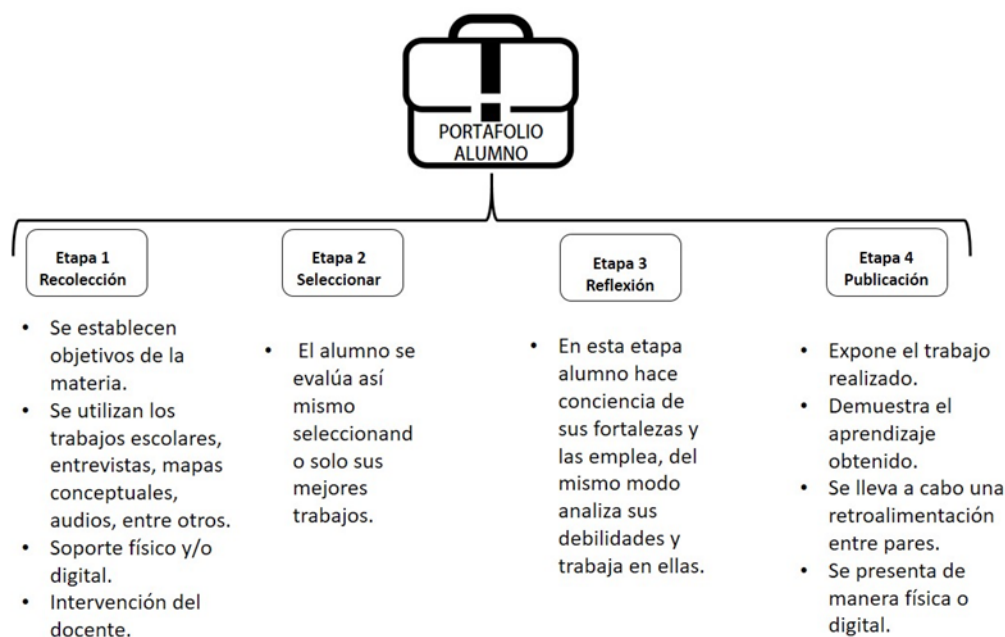 PORTAFOLIO
ALUMNO
Etapa 1
Recolección
• Se establecen
objetivos de la
materia.
• Se utilizan los
trabajos escolares,
entrevistas, mapas
conceptuales,
audios, entre otros.
• Soporte físico y/o
digital.
• Intervención del
docente.
Etapa 2
Seleccionar
• El alumno se
evalúa así
mismo
seleccionand
o solo sus
mejores
trabajos.
Etapa 3
Reflexión
• En esta etapa
alumno hace
conciencia de
sus fortalezas y
las emplea, del
mismo modo
analiza sus
debilidades y
trabaja en ellas.
Etapa 4
Publicación
• Expone el trabajo
realizado.
• Demuestra el
aprendizaje
obtenido.
• Se lleva a cabo una
retroalimentación
entre pares.
• Se presenta de
manera física o
digital.